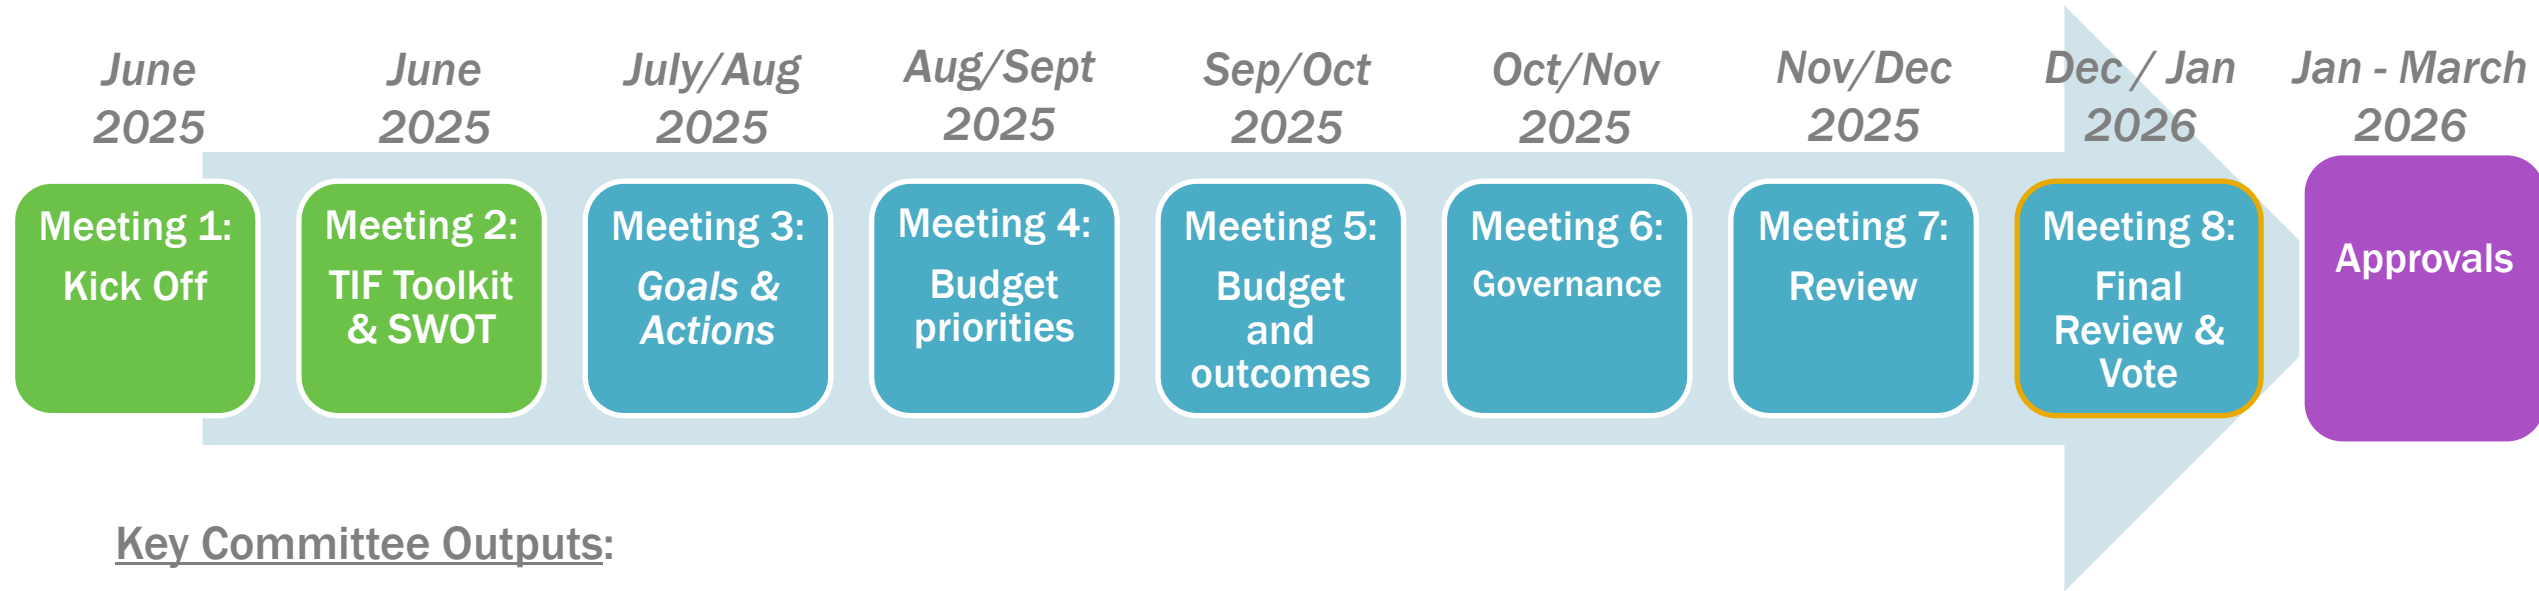 June
2025
June
2025
July/Aug
2025
Aug/Sept
2025
Sep/Oct
2025
Oct/Nov
2025
Nov/Dec
2025
Dec / Jan
2026
Jan - March
2026
Meeting 1:
Kick Off
Meeting 2:
TIF Toolkit
& SWOT
Meeting 3:
Goals &
Actions
Meeting 4:
Budget
priorities
Meeting 5:
Budget
and
outcomes
Meeting 6:
Governance
Meeting 7:
Review
Meeting 8:
Final
Review &
Vote
Approvals
Key Committee Outputs: